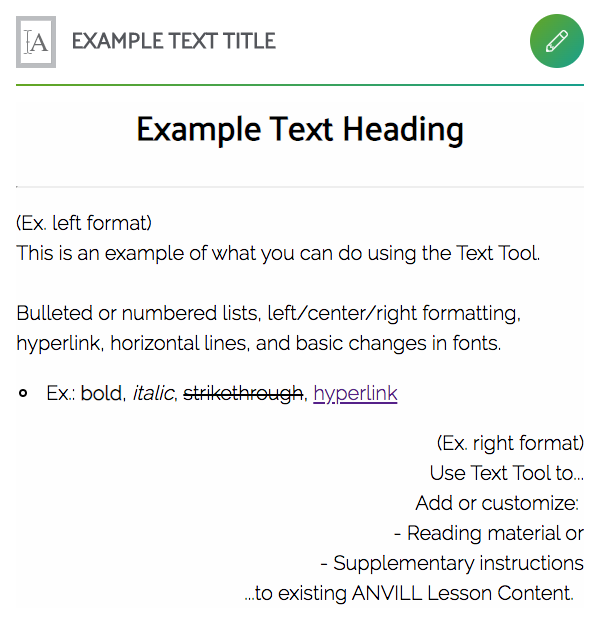 A
EXAMPLE TEXT TITLE
Example Text Heading
(Ex. left format)
This is an example of what you can do using the Text Tool.
Bulleted or numbered lists, left/center/right formatting,
hyperlink, horizontal lines, and basic changes in fonts.
Ex.: bold, italic, strikethrough, hyperlink
(Ex. right format)
Use Text Tool to...
Add or customize:
- Reading material or
- Supplementary instructions
...to existing ANVILL Lesson Content.